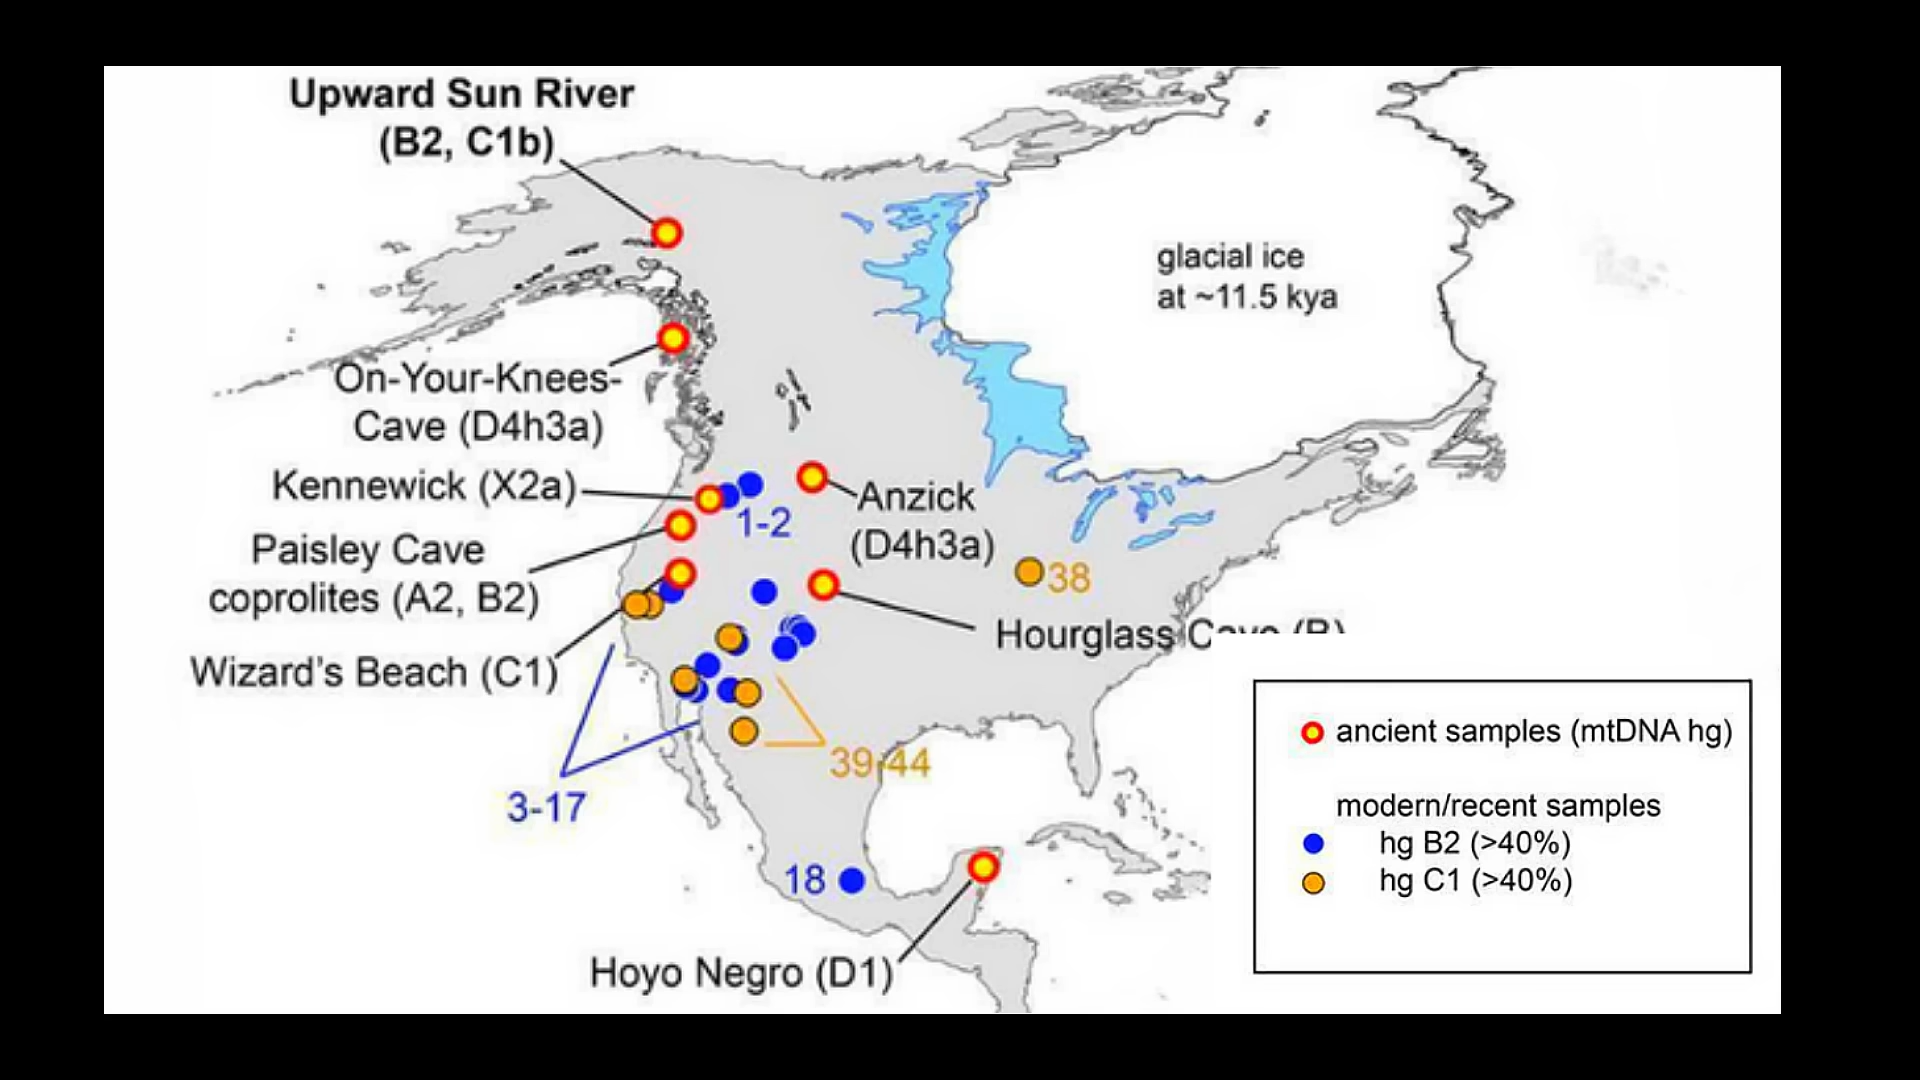 Upward Sun River
(B2, C1b)
glacial ice
at ~11.5 kya
On-Your-Knees-
Cave (D4h3a)
Kennewick (X2a)
Anzick
(D4h3a)
1-2
Paisley Cave
coprolites (A2, B2)
38
Hourglass Cave (B)
Wizard's Beach (C1)
39-44
3-17
18
Hoyo Negro (D1)
ancient samples (mtDNA hg)
modern/recent samples
hg B2 (>40%)
hg C1 (>40%)